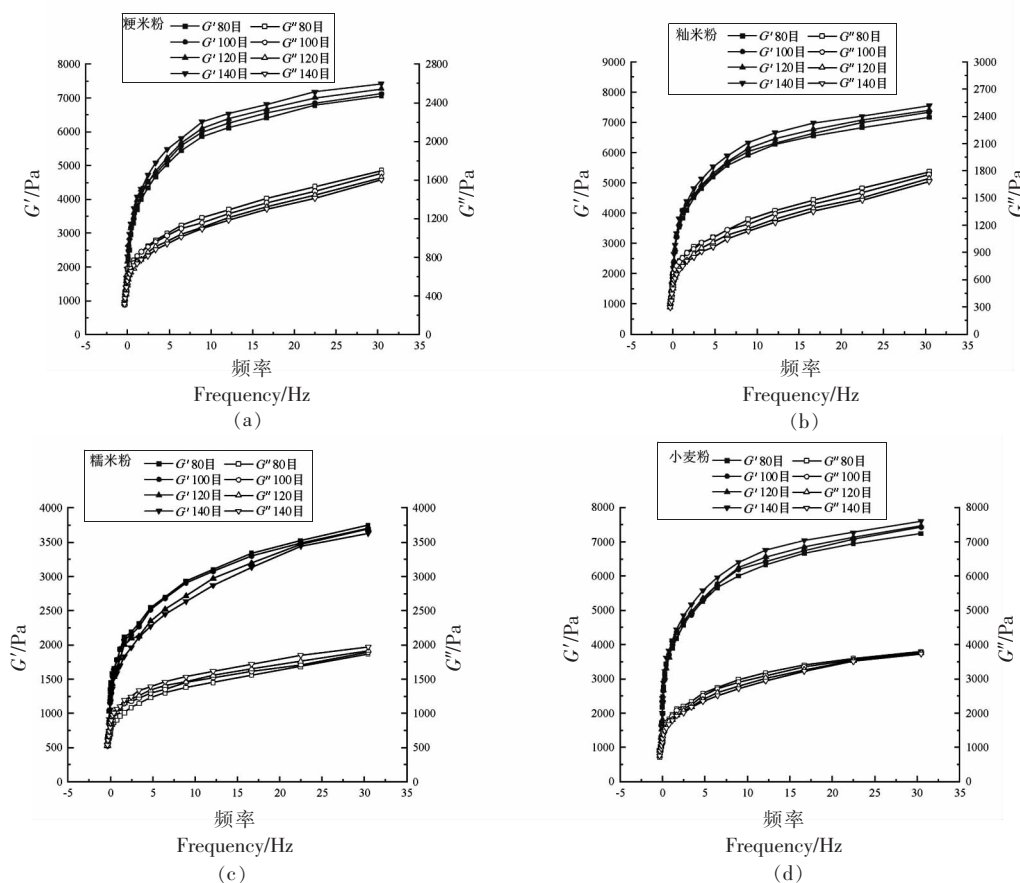 粳米粉
G′80目 G″80目
G′100目 G″100目
G′120目 G″120目
G′140目 G″140目
8000 2800
7000 2400
6000 2000
5000 1600
4000 1200
3000 800
2000 400
1000 0
0
G′/Pa
G″/Pa
-5 0 5 10 15 20 25 30 35
频率
Frequency/Hz
(a)
籼米粉
G′80目 G″80目
G′100目 G″100目
G′120目 G″120目
G′140目 G″140目
9000 3000
8000 2700
7000 2400
6000 2100
5000 1800
4000 1500
3000 1200
2000 900
1000 600
0 300
0
G′/Pa
G″/Pa
-5 0 5 10 15 20 25 30 35
频率
Frequency/Hz
(b)
糯米粉
G′80目 G″80目
G′100目 G″100目
G′120目 G″120目
G′140目 G″140目
4000 4000
3500 3500
3000 3000
2500 2500
2000 2000
1500 1500
1000 1000
500 500
0 0
G′/Pa
G″/Pa
-5 0 5 10 15 20 25 30 35
频率
Frequency/Hz
(c)
小麦粉
G′80目 G″80目
G′100目 G″100目
G′120目 G″120目
G′140目 G″140目
8000 8000
7000 7000
6000 6000
5000 5000
4000 4000
3000 3000
2000 2000
1000 1000
0 0
G′/Pa
G″/Pa
-5 0 5 10 15 20 25 30 35
频率
Frequency/Hz
(d)